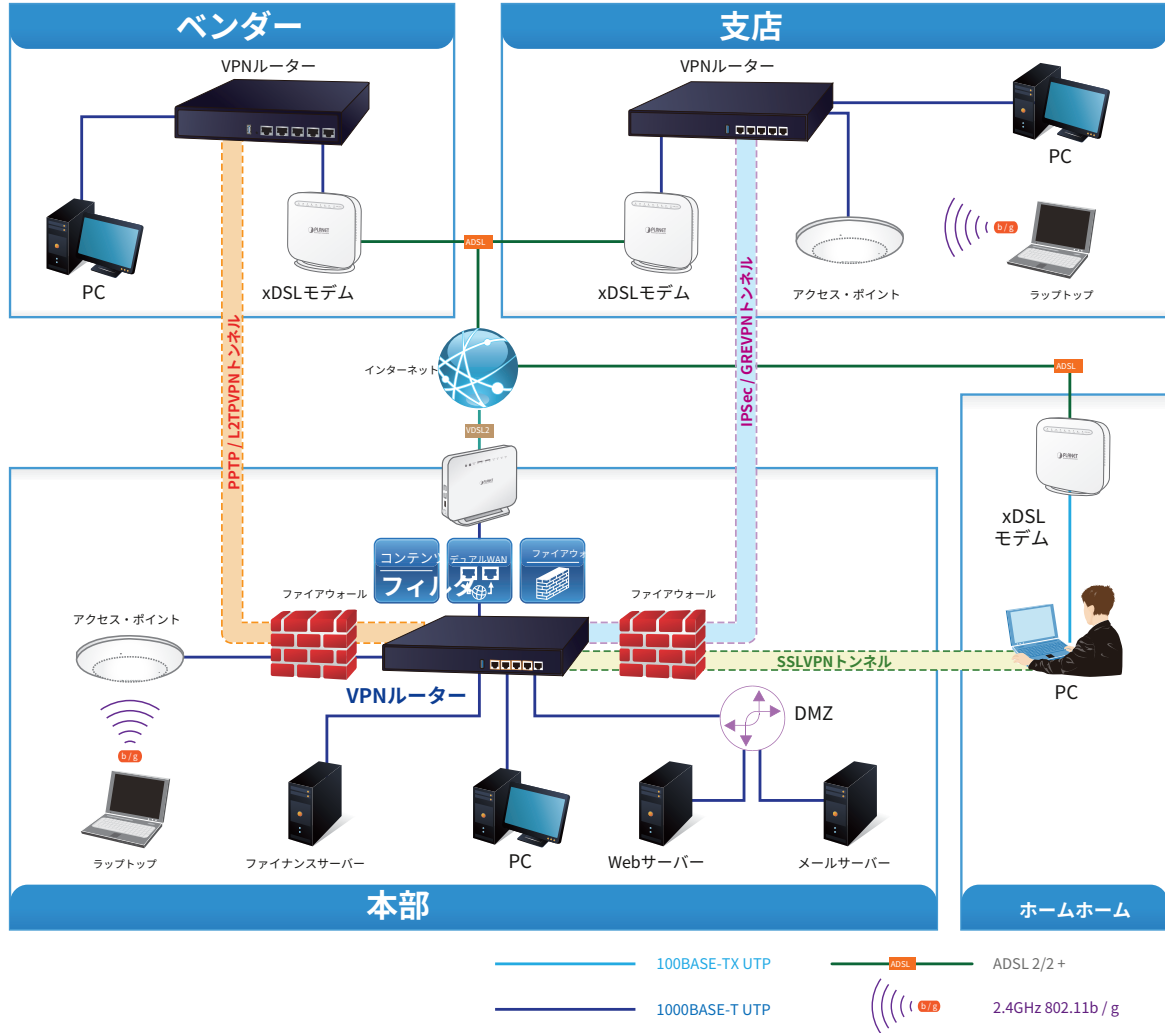 ベンダー
支店
VPNルーター
VPNルーター
PC
PC
PLANET
xDSLモデム
ADSL
PLANET
xDSLモデム
アクセス・ポイント
b / g
ラップトップ
PPTP / L2TPVPNトンネル
IPSec / GREVPNトンネル
インターネット
ADSL
VDSL2
PLANET
PLANET
xDSL
モデム
コンテンツ
フィルタ
デュアルWAN
ファイアウォ
ファイアウォール
ファイアウォール
アクセス・ポイント
VPNルーター
SSLVPNトンネル
PC
DMZ
b / g
ラップトップ
ファイナンスサーバー
PC
Webサーバー
メールサーバー
本部
ホームホーム
100BASE-TX UTP
ADSL
ADSL 2/2 +
1000BASE-T UTP
b / g
2.4GHz 802.11b / g